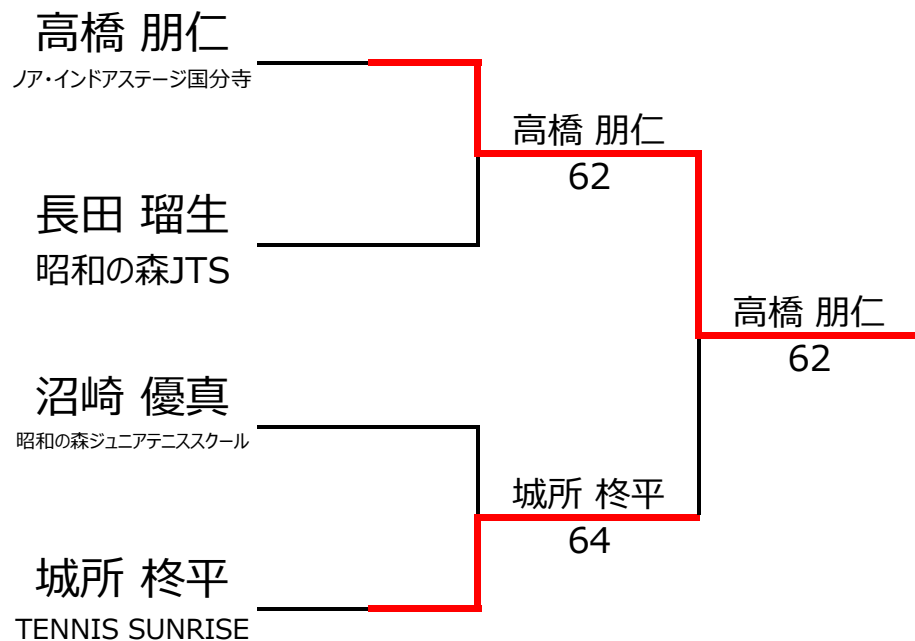 高橋 朋仁
ノア・インドアステージ国分寺
高橋 朋仁
62
長田 瑠生
昭和の森JTS
高橋 朋仁
62
沼崎 優真
昭和の森ジュニアテニススクール
城所 柊平
64
城所 柊平
TENNIS SUNRISE